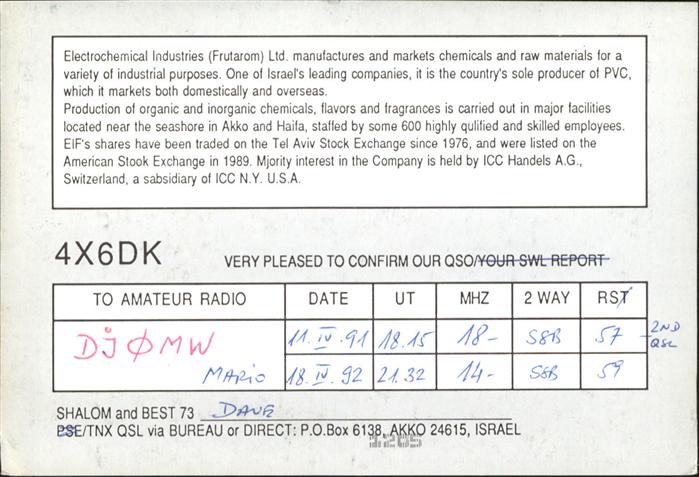 Electrochemical Industries (Frutarom) Ltd. manufactures and markets chemicals and raw materials for a
variety of industrial purposes. One of Israel's leading companies, it is the country's sole producer of PVC,
which it markets both domestically and overseas.
Production of organic and inorganic chemicals, flavors and fragrances is carried out in major facilities
located near the seashore in Akko and Haifa, staffed by some 600 highly qulified and skilled employees.
EIF's shares have been traded on the Tel Aviv Stock Exchange since 1976, and were listed on the
American Stook Exchange in 1989. Mjority interest in the Company is held by ICC Handels A.G.,
Switzerland, a sabsidiary of ICC N.Y. U.S.A.
4X6DK VERY PLEASED TO CONFIRM OUR QSO/YOUR SWL REPORT
TO AMATEUR RADIO DATE UT MHZ 2 WAY RST
DJØMW 11.IV.91 18.15 18- SSB 57 2ND QSL
MARIO 18.IV.92 21.32 14- SSB 59
SHALOM and BEST 73 DAVE
PSE/TNX QSL via BUREAU or DIRECT: P.O.Box 6138, AKKO 24615, ISRAEL
1205